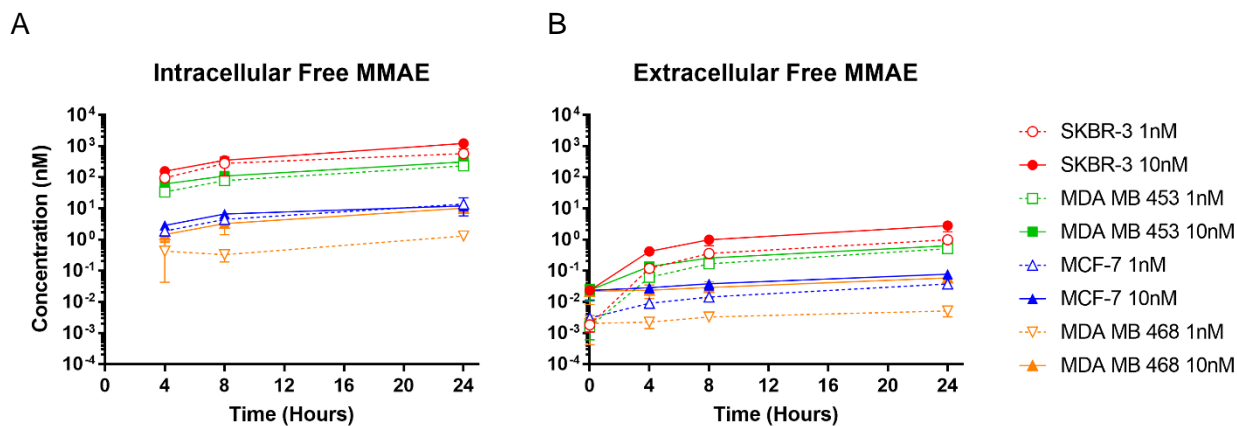 A
B
Intracellular Free MMAE
Extracellular Free MMAE
Concentration (nM)
10^4
10^3
10^2
10^1
10^0
10^-1
10^-2
10^-3
10^-4
0 4 8 12 16 20 24
Time (Hours)
10^4
10^3
10^2
10^1
10^0
10^-1
10^-2
10^-3
10^-4
0 4 8 12 16 20 24
Time (Hours)
SKBR-3 1nM
SKBR-3 10nM
MDA MB 453 1nM
MDA MB 453 10nM
MCF-7 1nM
MCF-7 10nM
MDA MB 468 1nM
MDA MB 468 10nM